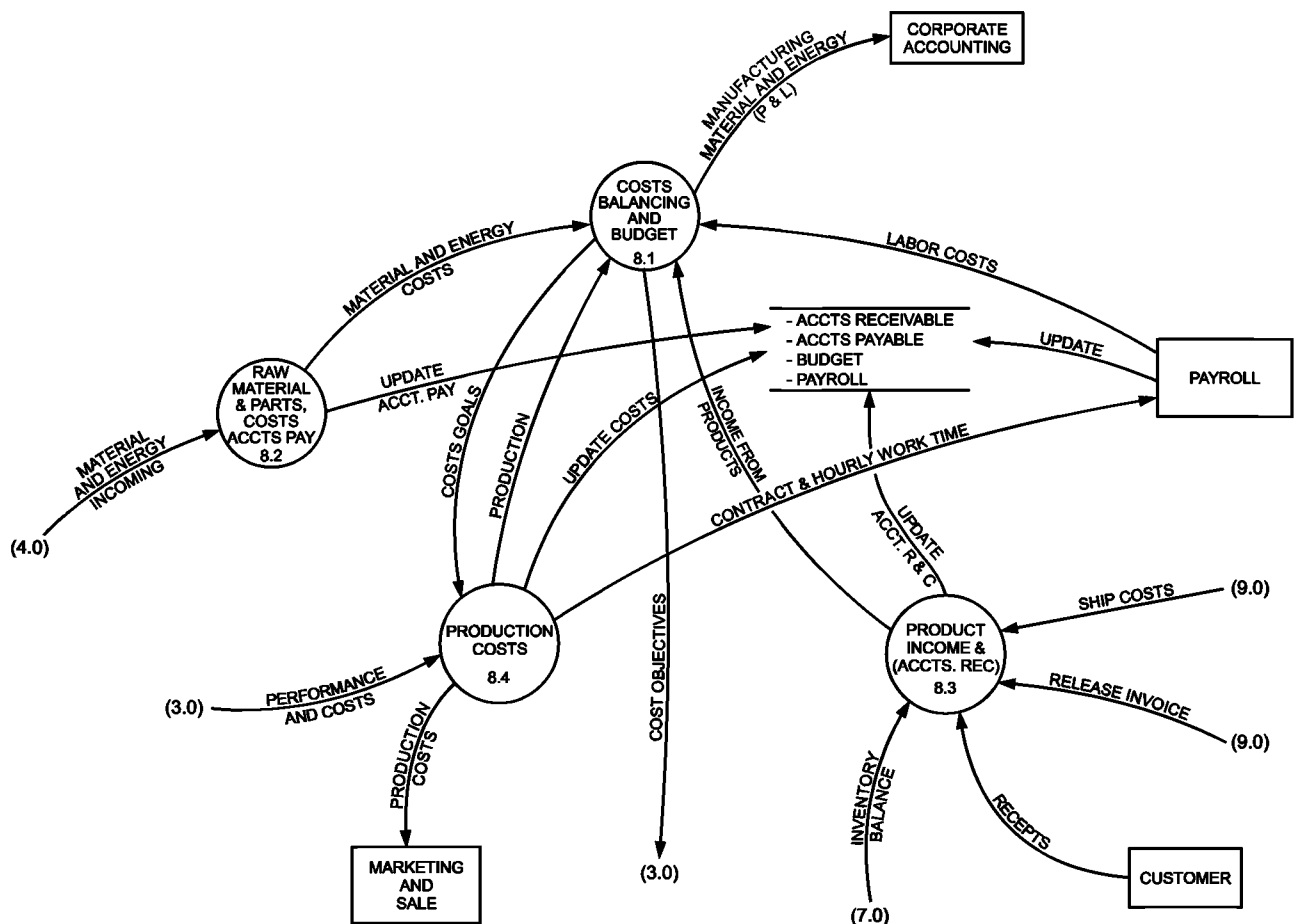 CORPORATE
ACCOUNTING
MANUFACTURING
MATERIAL AND ENERGY
(P & L)
COSTS
BALANCING
AND
BUDGET
8.1
MATERIAL AND ENERGY
COSTS
LABOR COSTS
- ACCTS RECEIVABLE
- ACCTS PAYABLE
- BUDGET
- PAYROLL
UPDATE
PAYROLL
RAW
MATERIAL
& PARTS,
COSTS
ACCTS PAY
8.2
UPDATE
ACCT. PAY
MATERIAL
AND ENERGY
INCOMING
(4.0)
COSTS GOALS
PRODUCTION
UPDATE COSTS
INCOME FROM
PRODUCTS
CONTRACT & HOURLY WORK TIME
UPDATE
ACCT. R & C
PRODUCTION
COSTS
8.4
COST OBJECTIVES
PRODUCT
INCOME &
(ACCTS. REC)
8.3
SHIP COSTS
(9.0)
RELEASE INVOICE
(9.0)
(3.0)
PERFORMANCE
AND COSTS
PRODUCTION
COSTS
INVENTORY
BALANCE
RECEPTS
MARKETING
AND
SALE
(3.0)
(7.0)
CUSTOMER